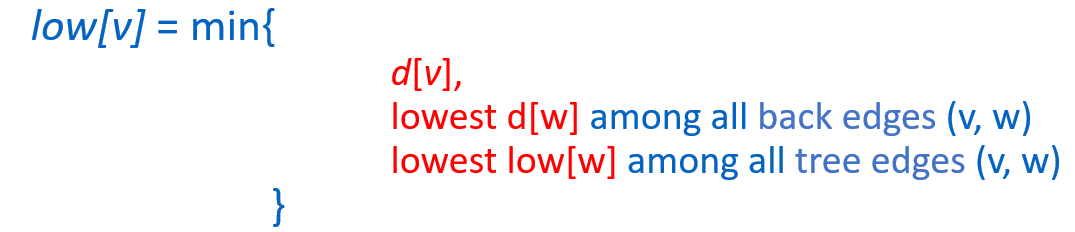 low[v] = min{
d[v],
lowest d[w] among all back edges (v, w)
lowest low[w] among all tree edges (v, w)
}